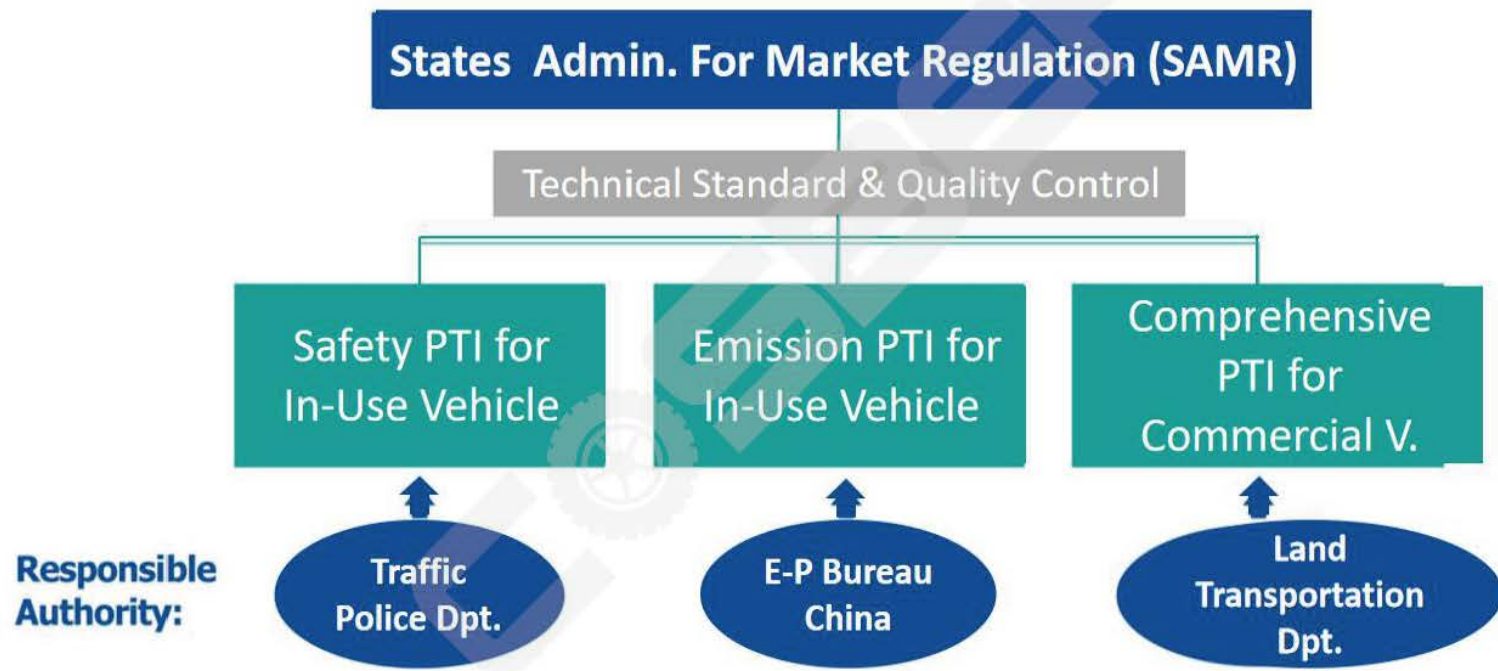 States Admin. For Market Regulation (SAMR)
Technical Standard & Quality Control
Safety PTI for
In-Use Vehicle
Emission PTI for
In-Use Vehicle
Comprehensive
PTI for
Commercial V.
Responsible
Authority:
Traffic
Police Dpt.
E-P Bureau
China
Land
Transportation
Dpt.